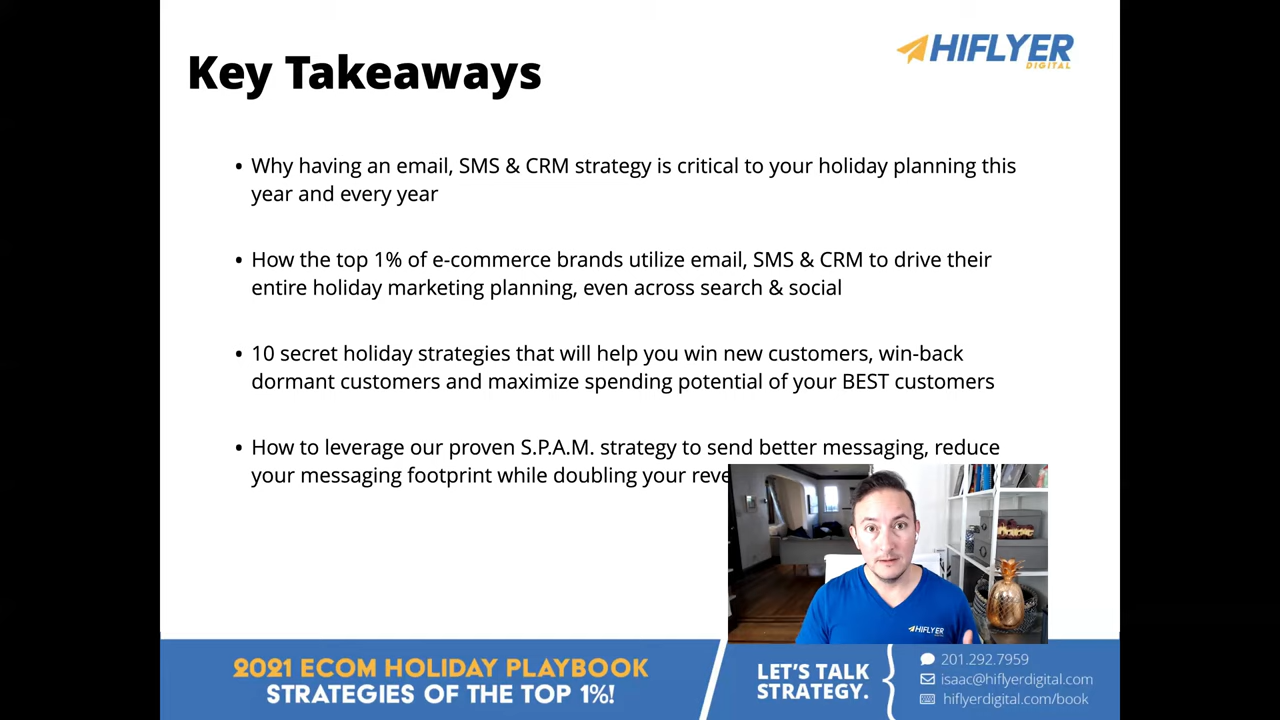 HIFLYER
DIGITAL
Key Takeaways
• Why having an email, SMS & CRM strategy is critical to your holiday planning this
year and every year
• How the top 1% of e-commerce brands utilize email, SMS & CRM to drive their
entire holiday marketing planning, even across search & social
• 10 secret holiday strategies that will help you win new customers, win-back
dormant customers and maximize spending potential of your BEST customers
• How to leverage our proven S.P.A.M. strategy to send better messaging, reduce
your messaging footprint while doubling your
HIFLYER
2021 ECOM HOLIDAY PLAYBOOK
STRATEGIES OF THE TOP 1%!
LET'S TALK
STRATEGY.
201.292.7959
isaac@hiflyerdigital.com
hiflyerdigital.com/book